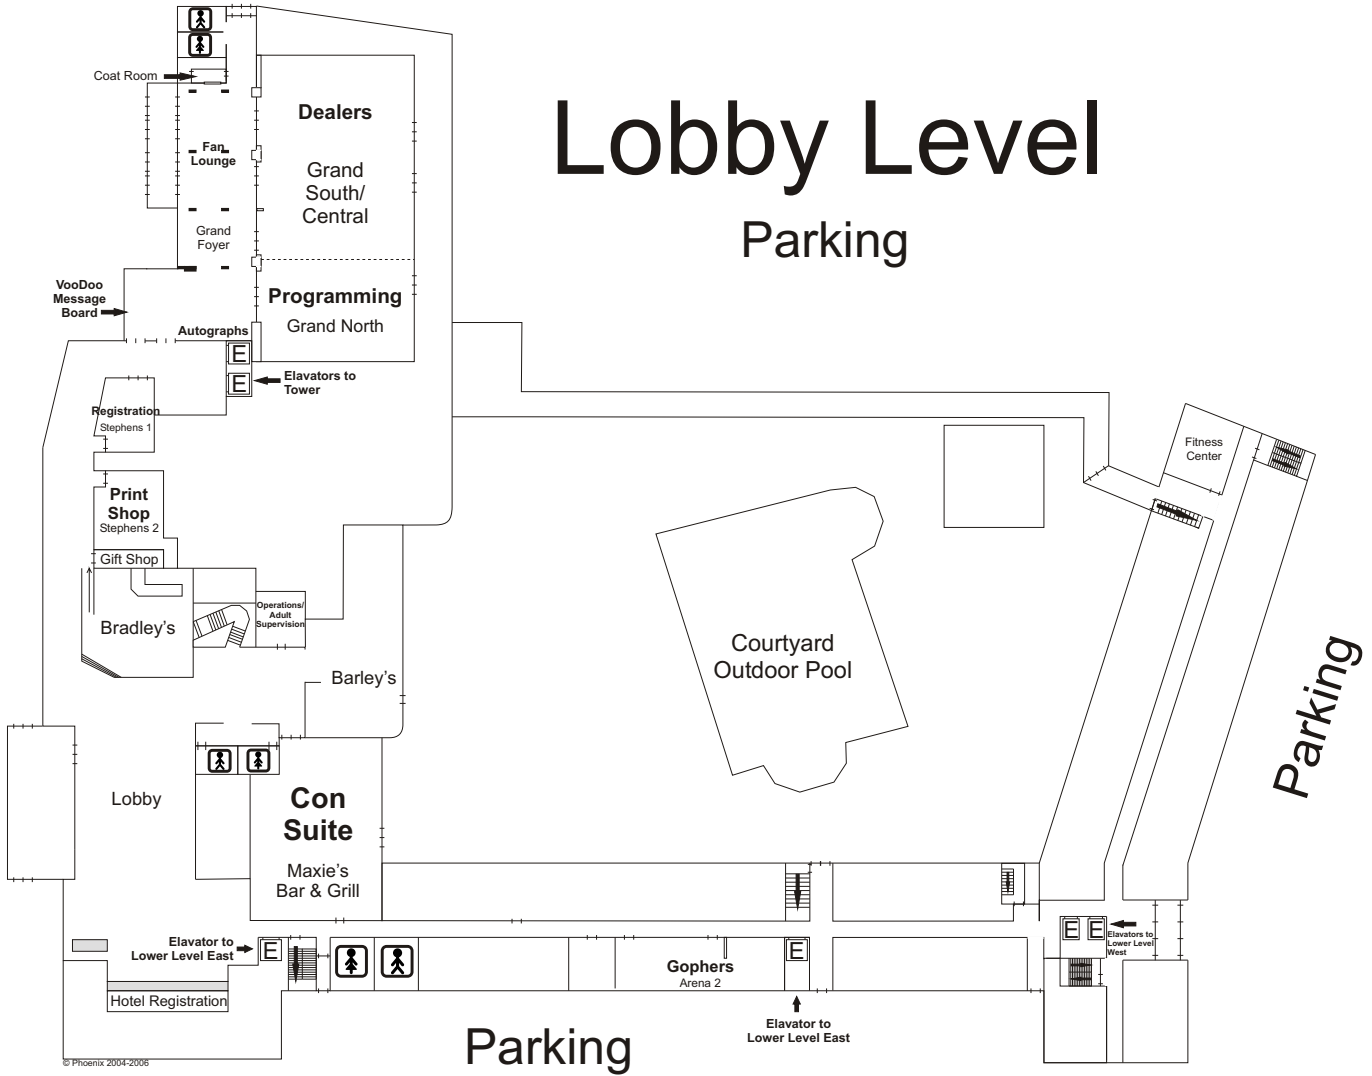 Lobby Level
Parking
Coat Room
Dealers
Fan
Lounge
Grand
South/
Central
Grand
Foyer
VooDoo
Message
Board
Programming
Grand North
Autographs
E
E
Elavators to
Tower
Registration
Stephens 1
Print
Shop
Stephens 2
Gift Shop
Bradley's
Operations/
Adult
Supervision
Barley's
Courtyard
Outdoor Pool
Fitness
Center
Parking
Lobby
Con
Suite
Maxie's
Bar & Grill
Elavator to
Lower Level East
E
Hotel Registration
Gophers
Arena 2
E
Elavator to
Lower Level East
E
E
Elavators to
Lower Level
West
Parking
© Phoenix 2004-2006